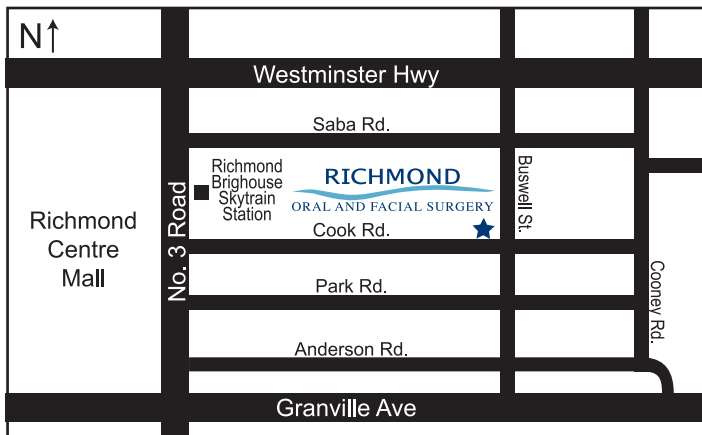 N
Westminster Hwy
Saba Rd.
Richmond
Brighouse
Skytrain
Station
RICHMOND
ORAL AND FACIAL SURGERY
Buswell St.
Richmond
Centre
Mall
No. 3 Road
Cook Rd.
Park Rd.
Cooney Rd.
Anderson Rd.
Granville Ave